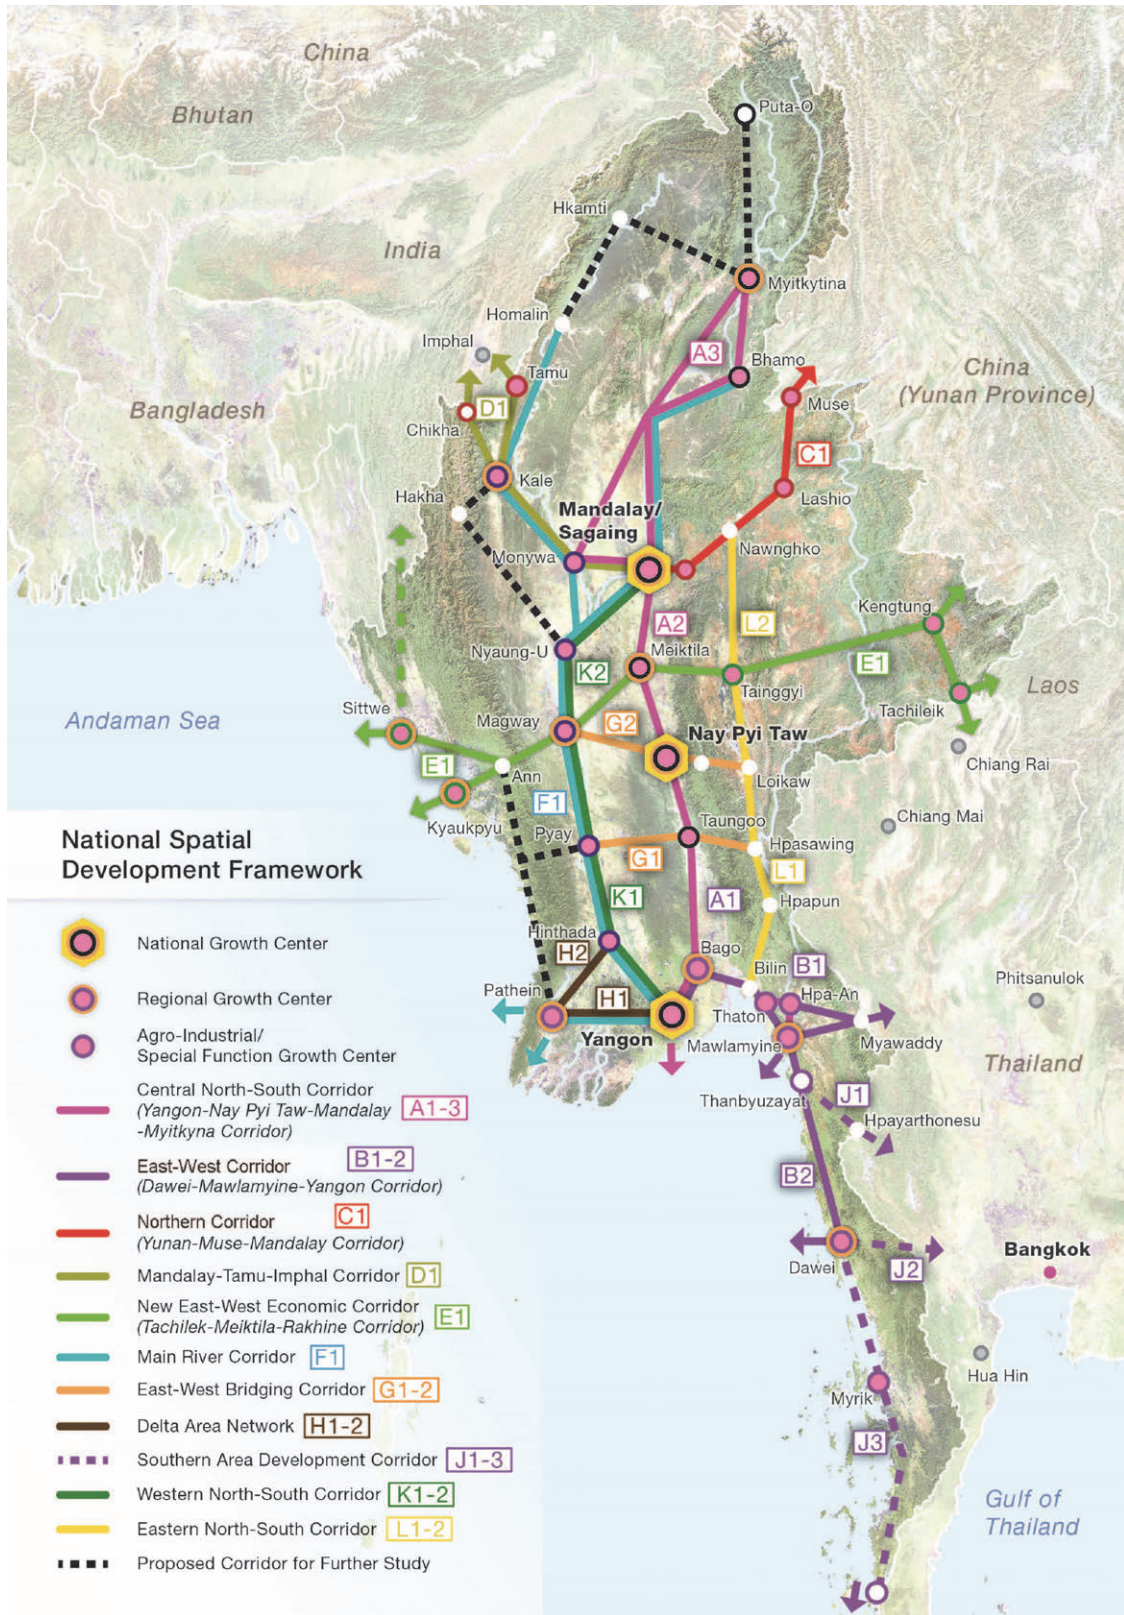 China
Bhutan
Puta-O
Hkamti
India
Myitkytina
Homalin
Imphal
Tamu
A3
Bhamo
China
(Yunan Province)
Bangladesh
D1
Muse
Chikha
C1
Kale
Hakha
Lashio
Mandalay/
Sagaing
Nawnghko
Monywa
Kengtung
A2
L2
Nyaung-U
Meiktila
K2
E1
Tainggyi
Laos
Andaman Sea
Sittwe
Magway
Tachileik
G2
Nay Pyi Taw
E1
Ann
Loikaw
Chiang Rai
Kyaukpyu
F1
Chiang Mai
Pyay
Taungoo
Hpasawing
G1
L1
National Spatial
Development Framework
K1
A1
Hpapun
Hinthada
National Growth Center
H2
Bago
Bilin
B1
Phitsanulok
Pathein
H1
Hpa-An
Regional Growth Center
Thaton
Yangon
Mawlamyine
Myawaddy
Agro-Industrial/
Special Function Growth Center
Thailand
Thanbyuzayat
J1
Hpayarthonesu
Central North-South Corridor
(Yangon-Nay Pyi Taw-Mandalay
-Myitkyna Corridor)
A1-3
East-West Corridor
B1-2
(Dawei-Mawlamyine-Yangon Corridor)
B2
Northern Corridor
C1
(Yunan-Muse-Mandalay Corridor)
Dawei
J2
Bangkok
Mandalay-Tamu-Imphal Corridor D1
New East-West Economic Corridor
(Tachilek-Meiktila-Rakhine Corridor)
E1
Main River Corridor F1
Hua Hin
East-West Bridging Corridor G1-2
Myrik
Delta Area Network H1-2
J3
Southern Area Development Corridor J1-3
Western North-South Corridor K1-2
Gulf of
Thailand
Eastern North-South Corridor L1-2
Proposed Corridor for Further Study